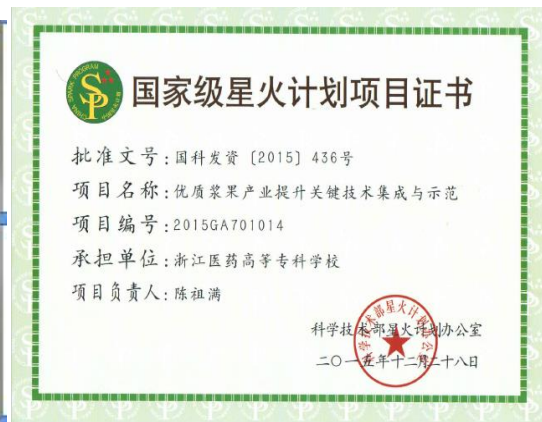 国家级星火计划项目证书
批准文号:国科发资〔2015〕436号
项目名称:优质浆果产业提升关键技术集成与示范
项目编号:2015GA701014
承担单位:浙江医药高等专科学校
项目负责人:陈祖满
科学技术部星火计划办公室
二〇一五年十二月二十八日